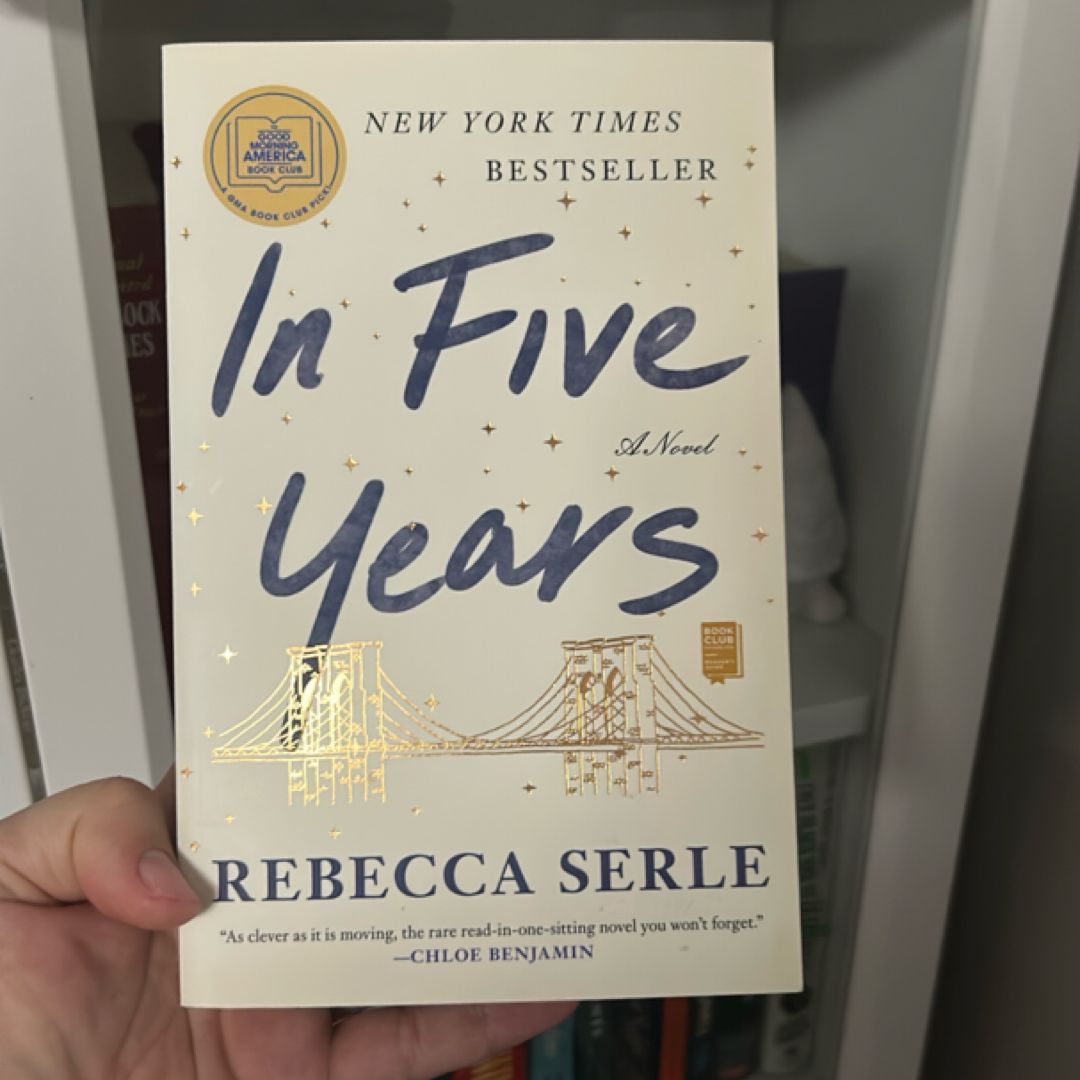 GOOD
MORNING
AMERICA
BOOK CLUB
A GMA BOOK CLUB PICK!
NEW YORK TIMES
BESTSELLER
In Five
A Novel
Years
BOOK
CLUB
REBECCA SERLE
“As clever as it is moving, the rare read-in-one-sitting novel you won’t forget.”
—CHLOE BENJAMIN
OCK
ES